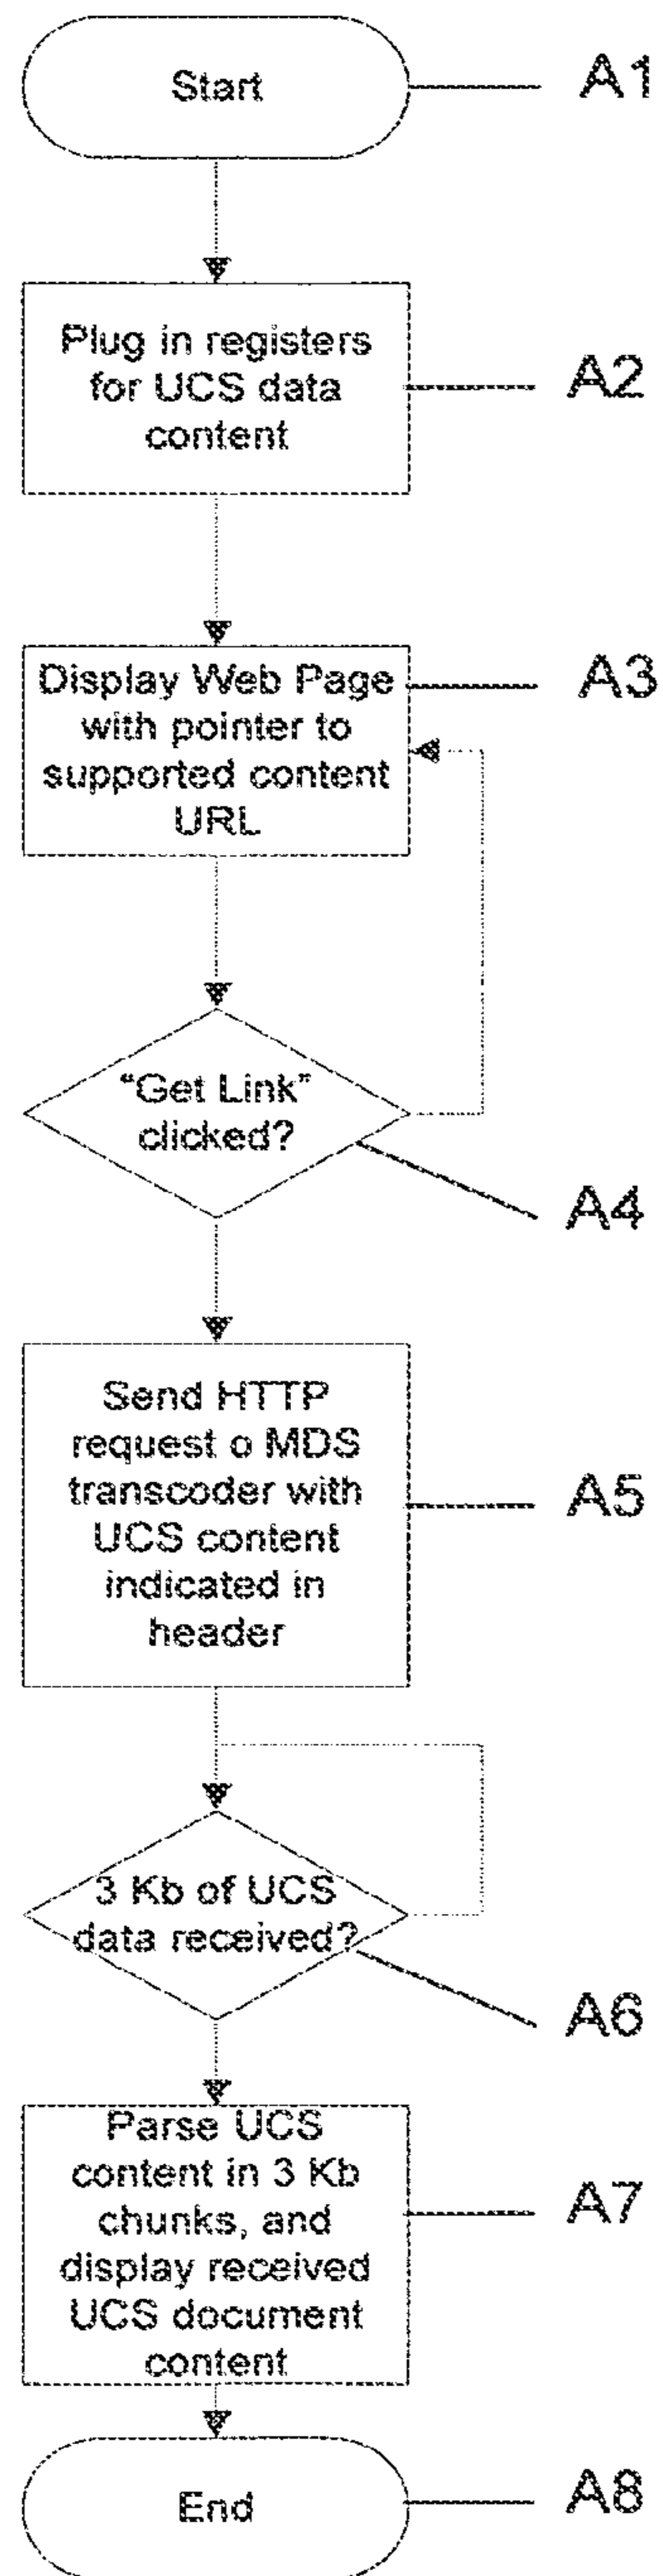 Start
A1
Plug in registers
for UCS data
content
A2
Display Web Page
with pointer to
supported content
URL
A3
“Get Link”
clicked?
A4
Send HTTP
request o MDS
transcoder with
UCS content
indicated in
header
A5
3 Kb of UCS
data received?
A6
Parse UCS
content in 3 Kb
chunks, and
display received
UCS document
content
A7
End
A8